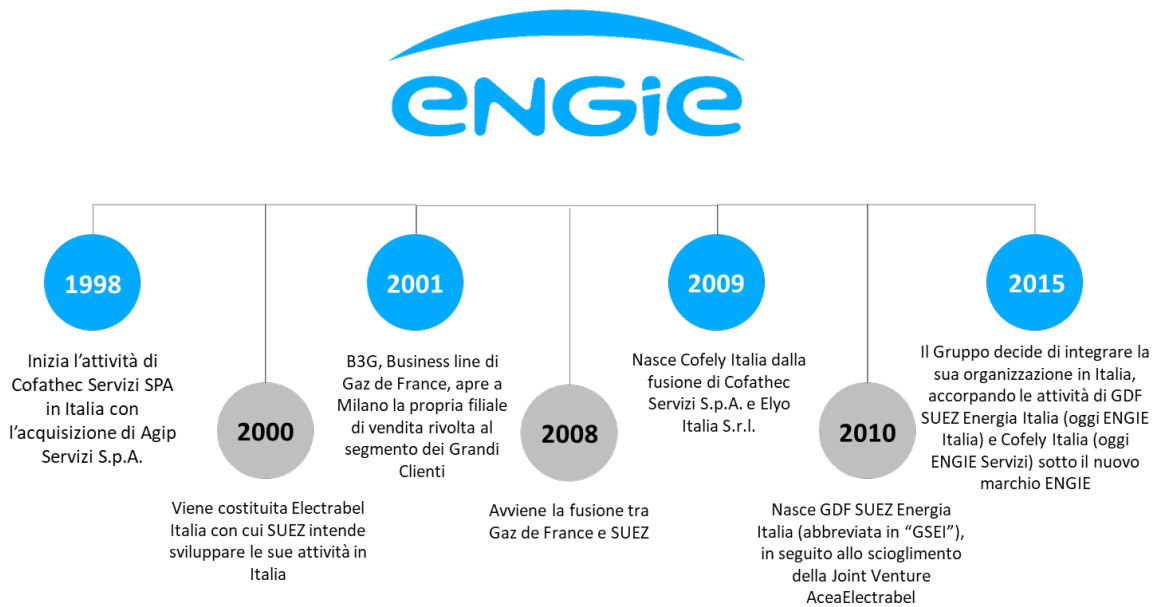 ENGiE
1998
Inizia l'attività di
Cofathec Servizi SPA
in Italia con
l'acquisizione di Agip
Servizi S.p.A.
2000
Viene costituita Electrabel
Italia con cui SUEZ intende
sviluppare le sue attività in
Italia
2001
B3G, Business line di
Gaz de France, apre a
Milano la propria filiale
di vendita rivolta al
segmento dei Grandi
Clienti
2008
Avviene la fusione tra
Gaz de France e SUEZ
2009
Nasce Cofely Italia dalla
fusione di Cofathec
Servizi S.p.A. e Elyo
Italia S.r.l.
2010
Nasce GDF SUEZ Energia
Italia (abbreviata in “GSEI”),
in seguito allo scioglimento
della Joint Venture
AceaElectrabel
2015
Il Gruppo decide di integrare la
sua organizzazione in Italia,
accorpando le attività di GDF
SUEZ Energia Italia (oggi ENGIE
Italia) e Cofely Italia (oggi
ENGIE Servizi) sotto il nuovo
marchio ENGIE